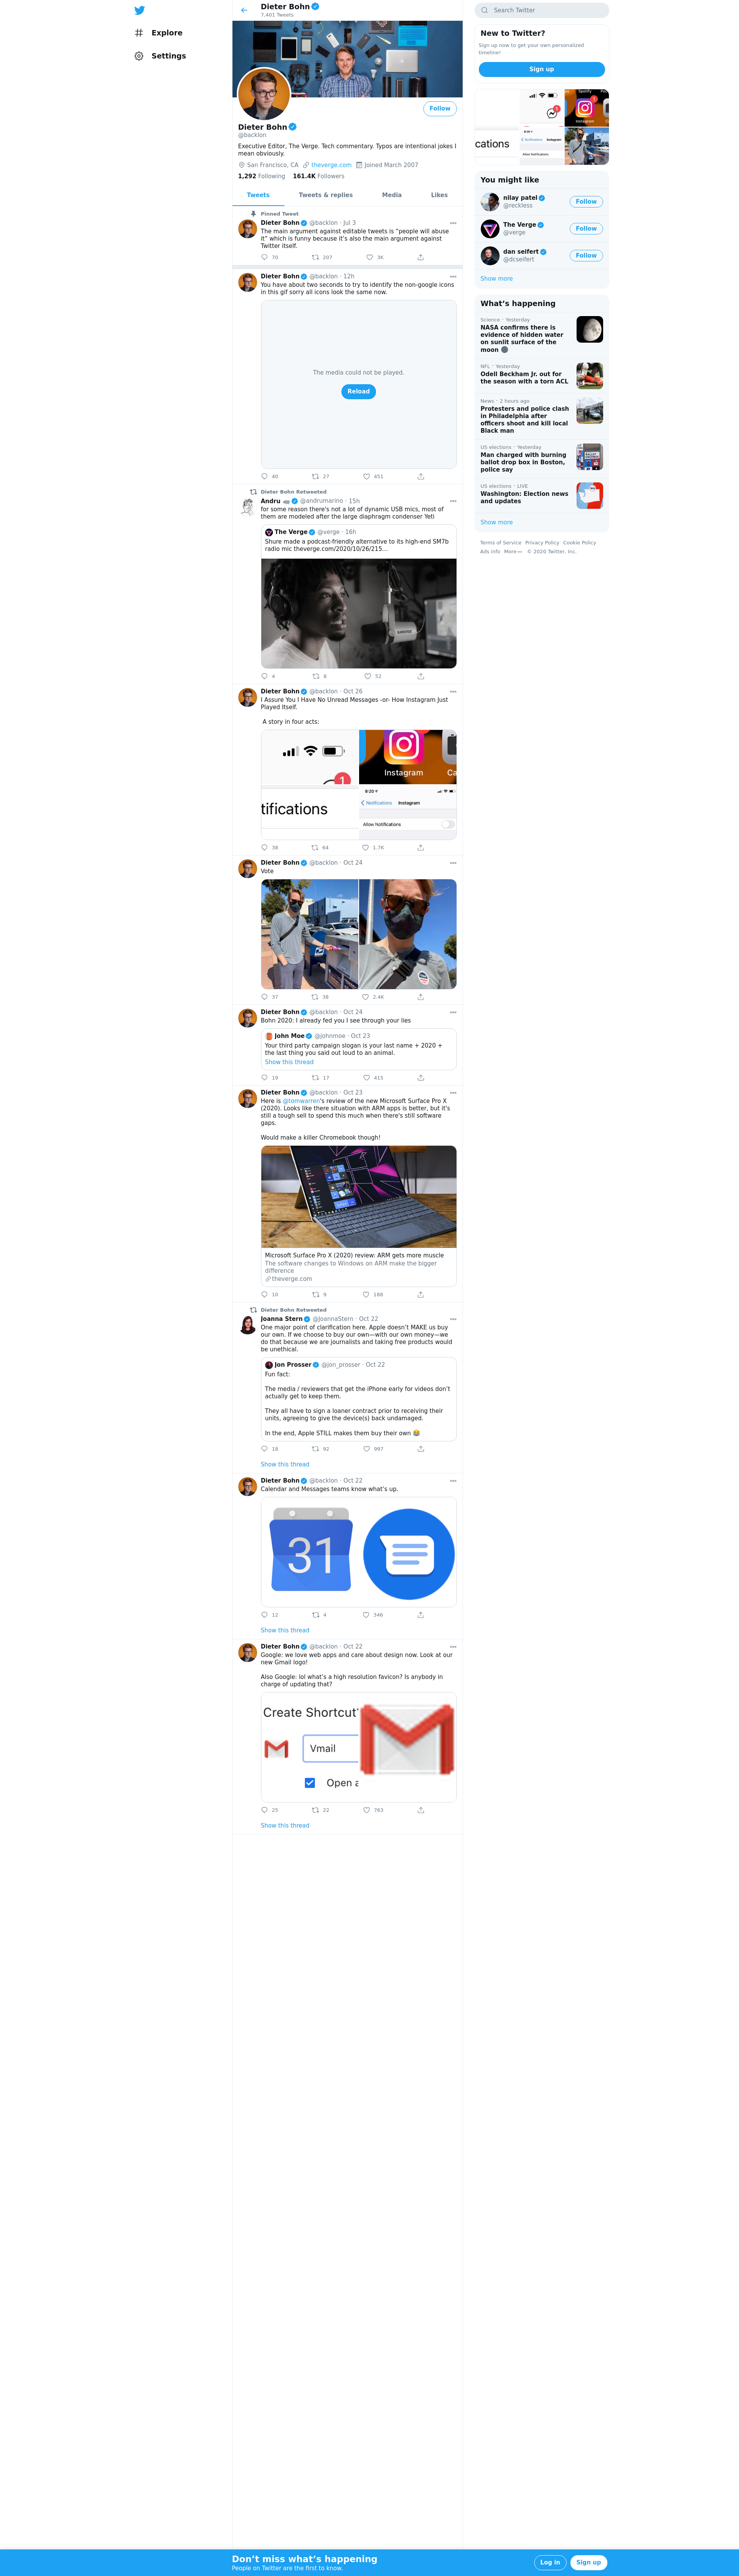 Explore
Settings
Dieter Bohn
7,401 Tweets
Follow
Dieter Bohn
@backlon
Executive Editor, The Verge. Tech commentary. Typos are intentional jokes I
mean obviously.
San Francisco, CA theverge.com Joined March 2007
1,292 Following 161.4K Followers
Tweets Tweets & replies Media Likes
Pinned Tweet
Dieter Bohn @backlon · Jul 3
The main argument against editable tweets is "people will abuse
it" which is funny because it's also the main argument against
Twitter itself.
70 207 3K
Dieter Bohn @backlon · 12h
You have about two seconds to try to identify the non-google icons
in this gif sorry all icons look the same now.
The media could not be played.
Reload
40 27 451
Dieter Bohn Retweeted
Andru @andrumarino · 15h
for some reason there's not a lot of dynamic USB mics, most of
them are modeled after the large diaphragm condenser Yeti
The Verge @verge · 16h
Shure made a podcast-friendly alternative to its high-end SM7b
radio mic theverge.com/2020/10/26/215…
4 8 52
Dieter Bohn @backlon · Oct 26
I Assure You I Have No Unread Messages -or- How Instagram Just
Played Itself.
A story in four acts:
1
Instagram Ca
tifications
8:20
Notifications Instagram
Allow Notifications
38 64 1.7K
Dieter Bohn @backlon · Oct 24
Vote
37 38 2.4K
Dieter Bohn @backlon · Oct 24
Bohn 2020: I already fed you I see through your lies
John Moe @johnmoe · Oct 23
Your third party campaign slogan is your last name + 2020 +
the last thing you said out loud to an animal.
Show this thread
19 17 415
Dieter Bohn @backlon · Oct 23
Here is @tomwarren's review of the new Microsoft Surface Pro X
(2020). Looks like there situation with ARM apps is better, but it's
still a tough sell to spend this much when there's still software
gaps.
Would make a killer Chromebook though!
Microsoft Surface Pro X (2020) review: ARM gets more muscle
The software changes to Windows on ARM make the bigger
difference
theverge.com
10 9 188
Dieter Bohn Retweeted
Joanna Stern @JoannaStern · Oct 22
One major point of clarification here. Apple doesn't MAKE us buy
our own. If we choose to buy our own—with our own money—we
do that because we are journalists and taking free products would
be unethical.
Jon Prosser @jon_prosser · Oct 22
Fun fact:
The media / reviewers that get the iPhone early for videos don't
actually get to keep them.
They all have to sign a loaner contract prior to receiving their
units, agreeing to give the device(s) back undamaged.
In the end, Apple STILL makes them buy their own 😂
18 92 997
Show this thread
Dieter Bohn @backlon · Oct 22
Calendar and Messages teams know what's up.
31
12 4 346
Show this thread
Dieter Bohn @backlon · Oct 22
Google: we love web apps and care about design now. Look at our
new Gmail logo!
Also Google: lol what's a high resolution favicon? Is anybody in
charge of updating that?
Create Shortcut?
Vmail
Open a
25 22 763
Show this thread
Search Twitter
New to Twitter?
Sign up now to get your own personalized
timeline!
Sign up
Spotify
Instagram
cations
Notifications Instagram
Allow Notifications
You might like
nilay patel
@reckless
Follow
The Verge
@verge
Follow
dan seifert
@dcseifert
Follow
Show more
What's happening
Science · Yesterday
NASA confirms there is
evidence of hidden water
on sunlit surface of the
moon 🌑
NFL · Yesterday
Odell Beckham Jr. out for
the season with a torn ACL
News · 2 hours ago
Protesters and police clash
in Philadelphia after
officers shoot and kill local
Black man
US elections · Yesterday
Man charged with burning
ballot drop box in Boston,
police say
US elections · LIVE
Washington: Election news
and updates
Show more
Terms of Service Privacy Policy Cookie Policy
Ads info More © 2020 Twitter, Inc.
Don't miss what's happening
People on Twitter are the first to know.
Log in Sign up